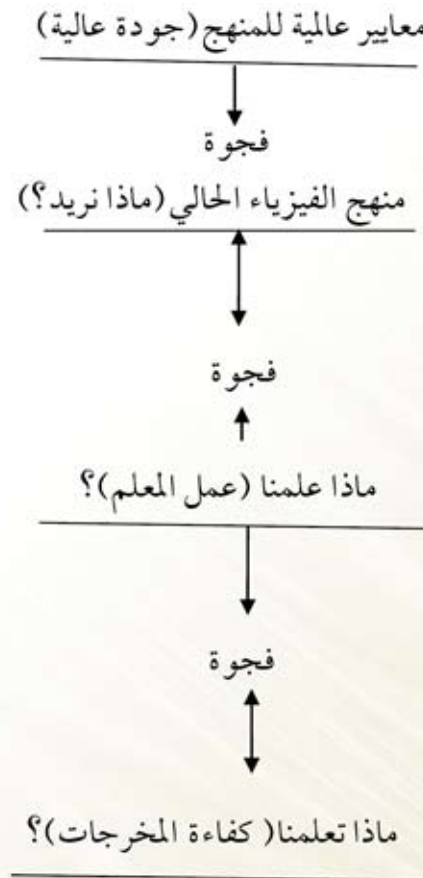 معايير عالمية للمنهج (جودة عالية)
فجوة
منهج الفيزياء الحالي (ماذا نريد؟)
فجوة
ماذا علمنا (عمل المعلم)؟
فجوة
ماذا تعلمنا( كفاءة المخرجات)؟